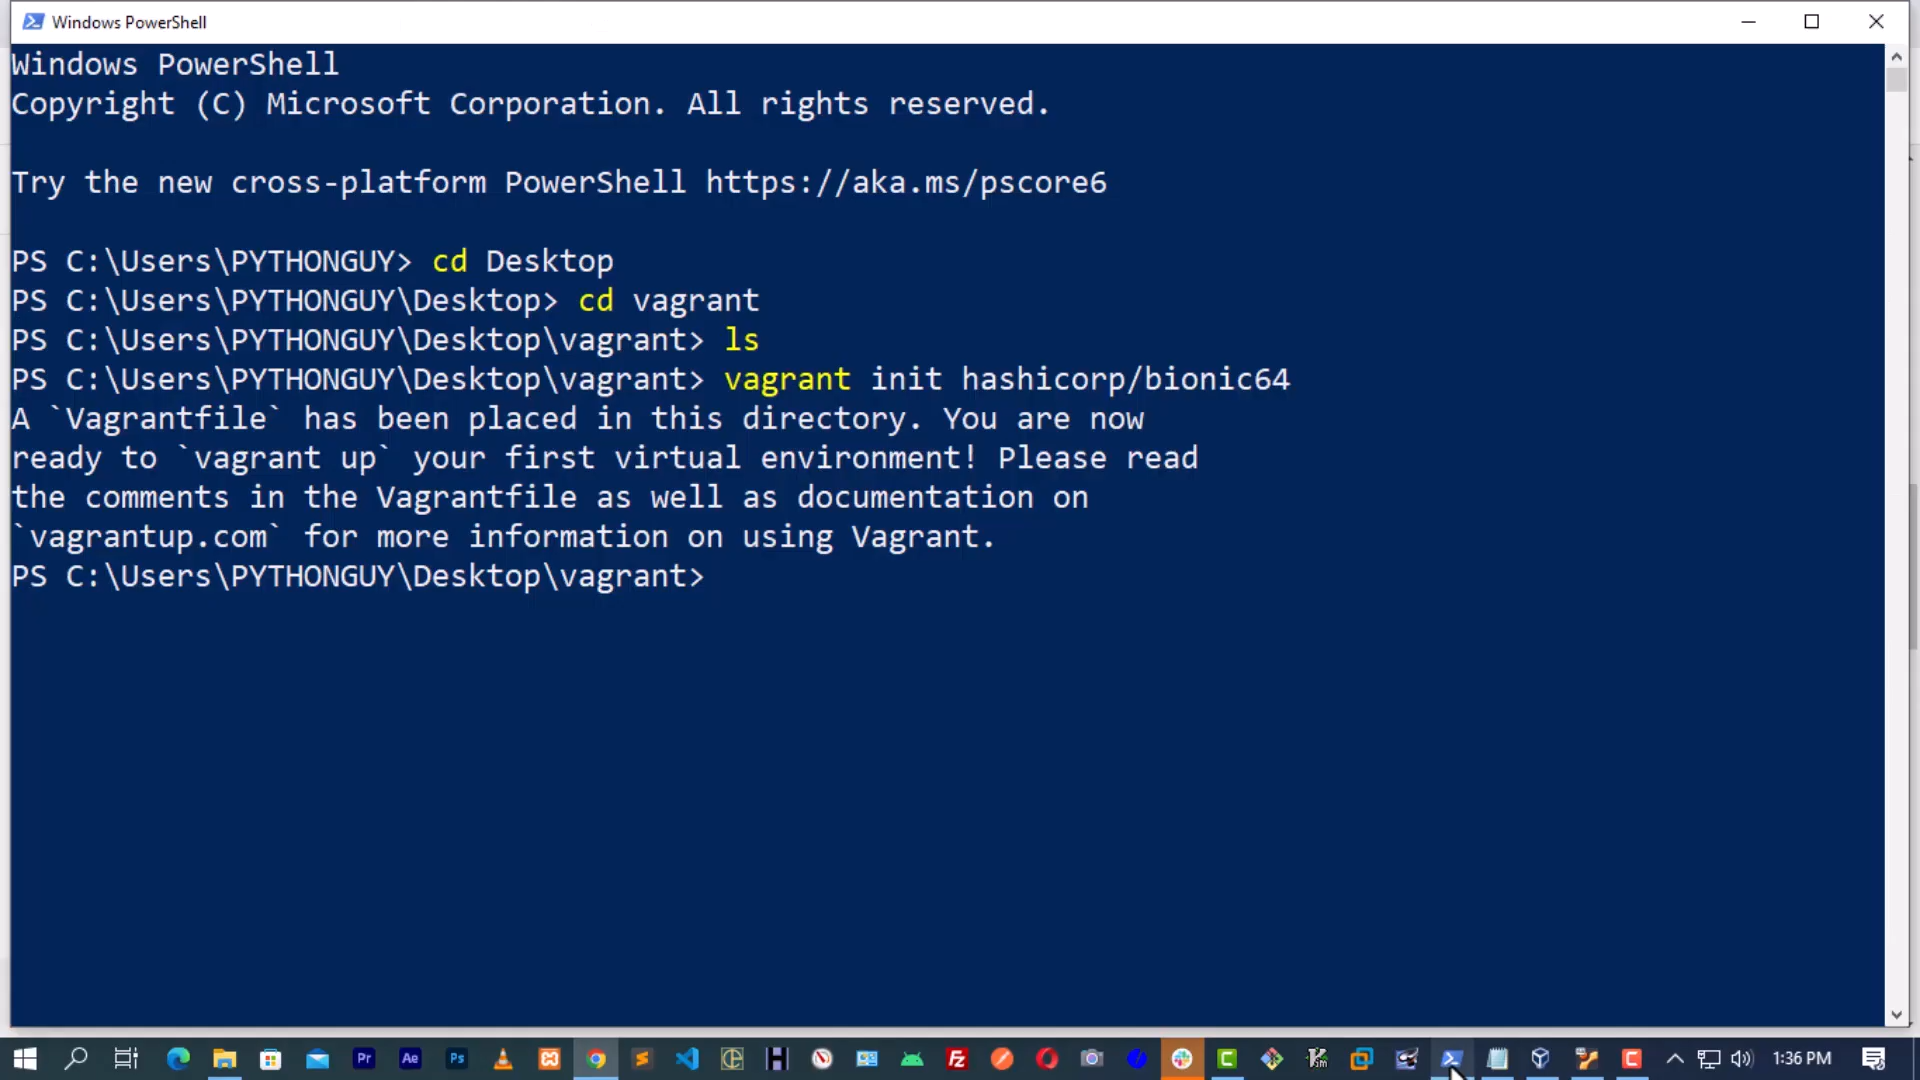 Windows PowerShell
Windows PowerShell
Copyright (C) Microsoft Corporation. All rights reserved.
Try the new cross-platform PowerShell https://aka.ms/pscore6
PS C:\Users\PYTHONGUY> cd Desktop
PS C:\Users\PYTHONGUY\Desktop> cd vagrant
PS C:\Users\PYTHONGUY\Desktop\vagrant> ls
PS C:\Users\PYTHONGUY\Desktop\vagrant> vagrant init hashicorp/bionic64
A `Vagrantfile` has been placed in this directory. You are now
ready to `vagrant up` your first virtual environment! Please read
the comments in the Vagrantfile as well as documentation on
`vagrantup.com` for more information on using Vagrant.
PS C:\Users\PYTHONGUY\Desktop\vagrant>
Pr Ae Ps Fz 1:36 PM